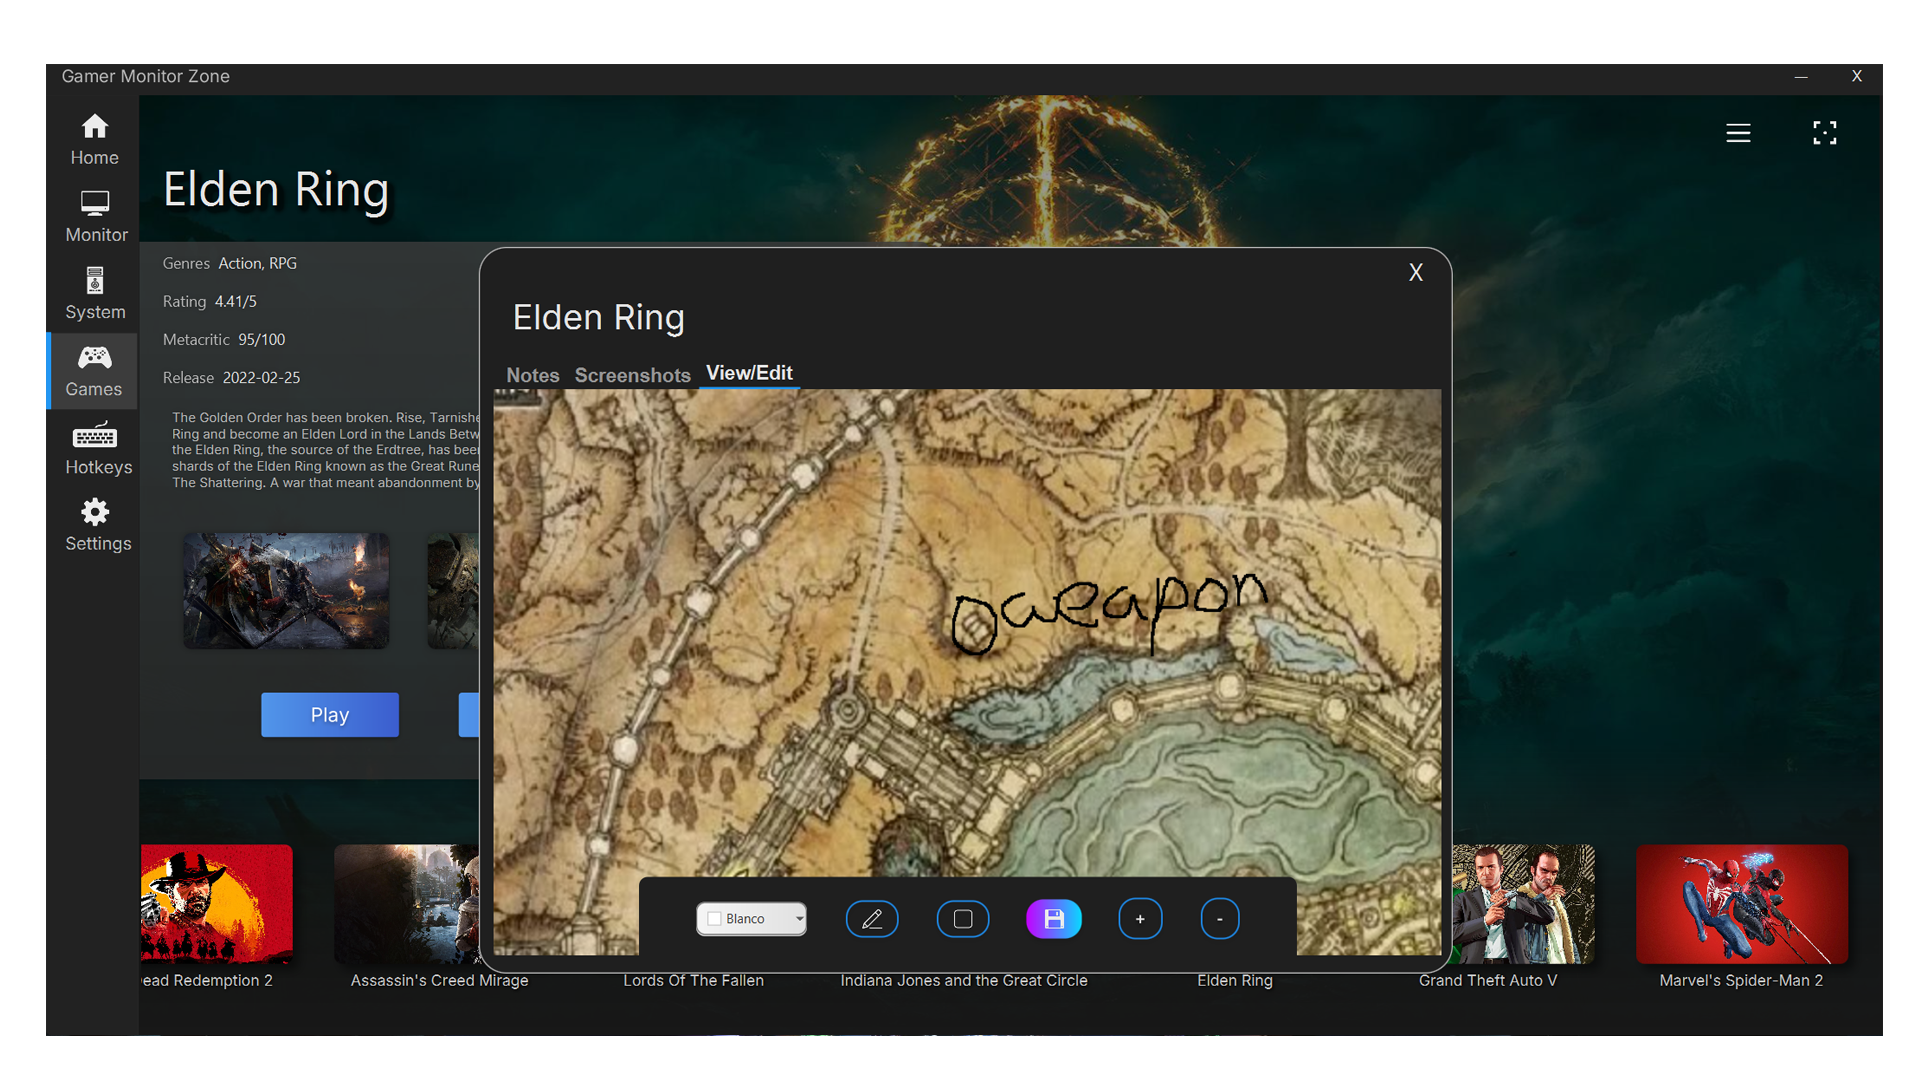 Gamer Monitor Zone
X
Home
Monitor
System
Games
Hotkeys
Settings
Elden Ring
Genres Action, RPG
Rating 4.41/5
Metacritic 95/100
Release 2022-02-25
The Golden Order has been broken. Rise, Tarnishe
Ring and become an Elden Lord in the Lands Betw
the Elden Ring, the source of the Erdtree, has bee
shards of the Elden Ring known as the Great Rune
The Shattering. A war that meant abandonment by
Play
X
Elden Ring
Notes Screenshots View/Edit
weapon
Blanco + -
ead Redemption 2
Assassin's Creed Mirage
Lords Of The Fallen
Indiana Jones and the Great Circle
Elden Ring
Grand Theft Auto V
Marvel's Spider-Man 2